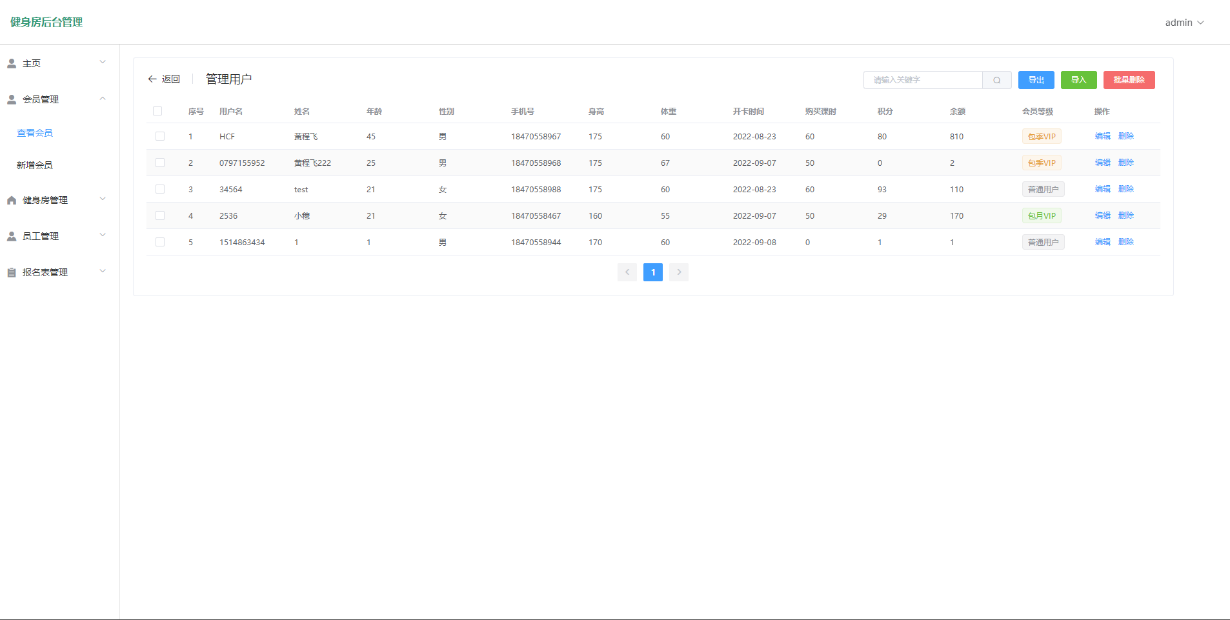 健身房后台管理
admin
主页
会员管理
查看会员
新增会员
健身房管理
员工管理
报名表管理
返回 管理用户 请输入关键字 导出 导入 批量删除
序号 用户名 姓名 年龄 性别 手机号 身高 体重 开卡时间 购买课时 积分 余额 会员等级 操作
1 HCF 黄程飞 45 男 18470558967 175 60 2022-08-23 60 80 810 包季VIP 编辑 删除
2 0797155952 黄程飞222 25 男 18470558968 175 67 2022-09-07 50 0 2 包季VIP 编辑 删除
3 34564 test 21 女 18470558988 175 60 2022-08-23 60 93 110 普通用户 编辑 删除
4 2536 21 女 18470558467 160 55 2022-09-07 50 29 170 包月VIP 编辑 删除
5 1514863434 1 1 男 18470558944 170 60 2022-09-08 0 1 1 普通用户 编辑 删除
1